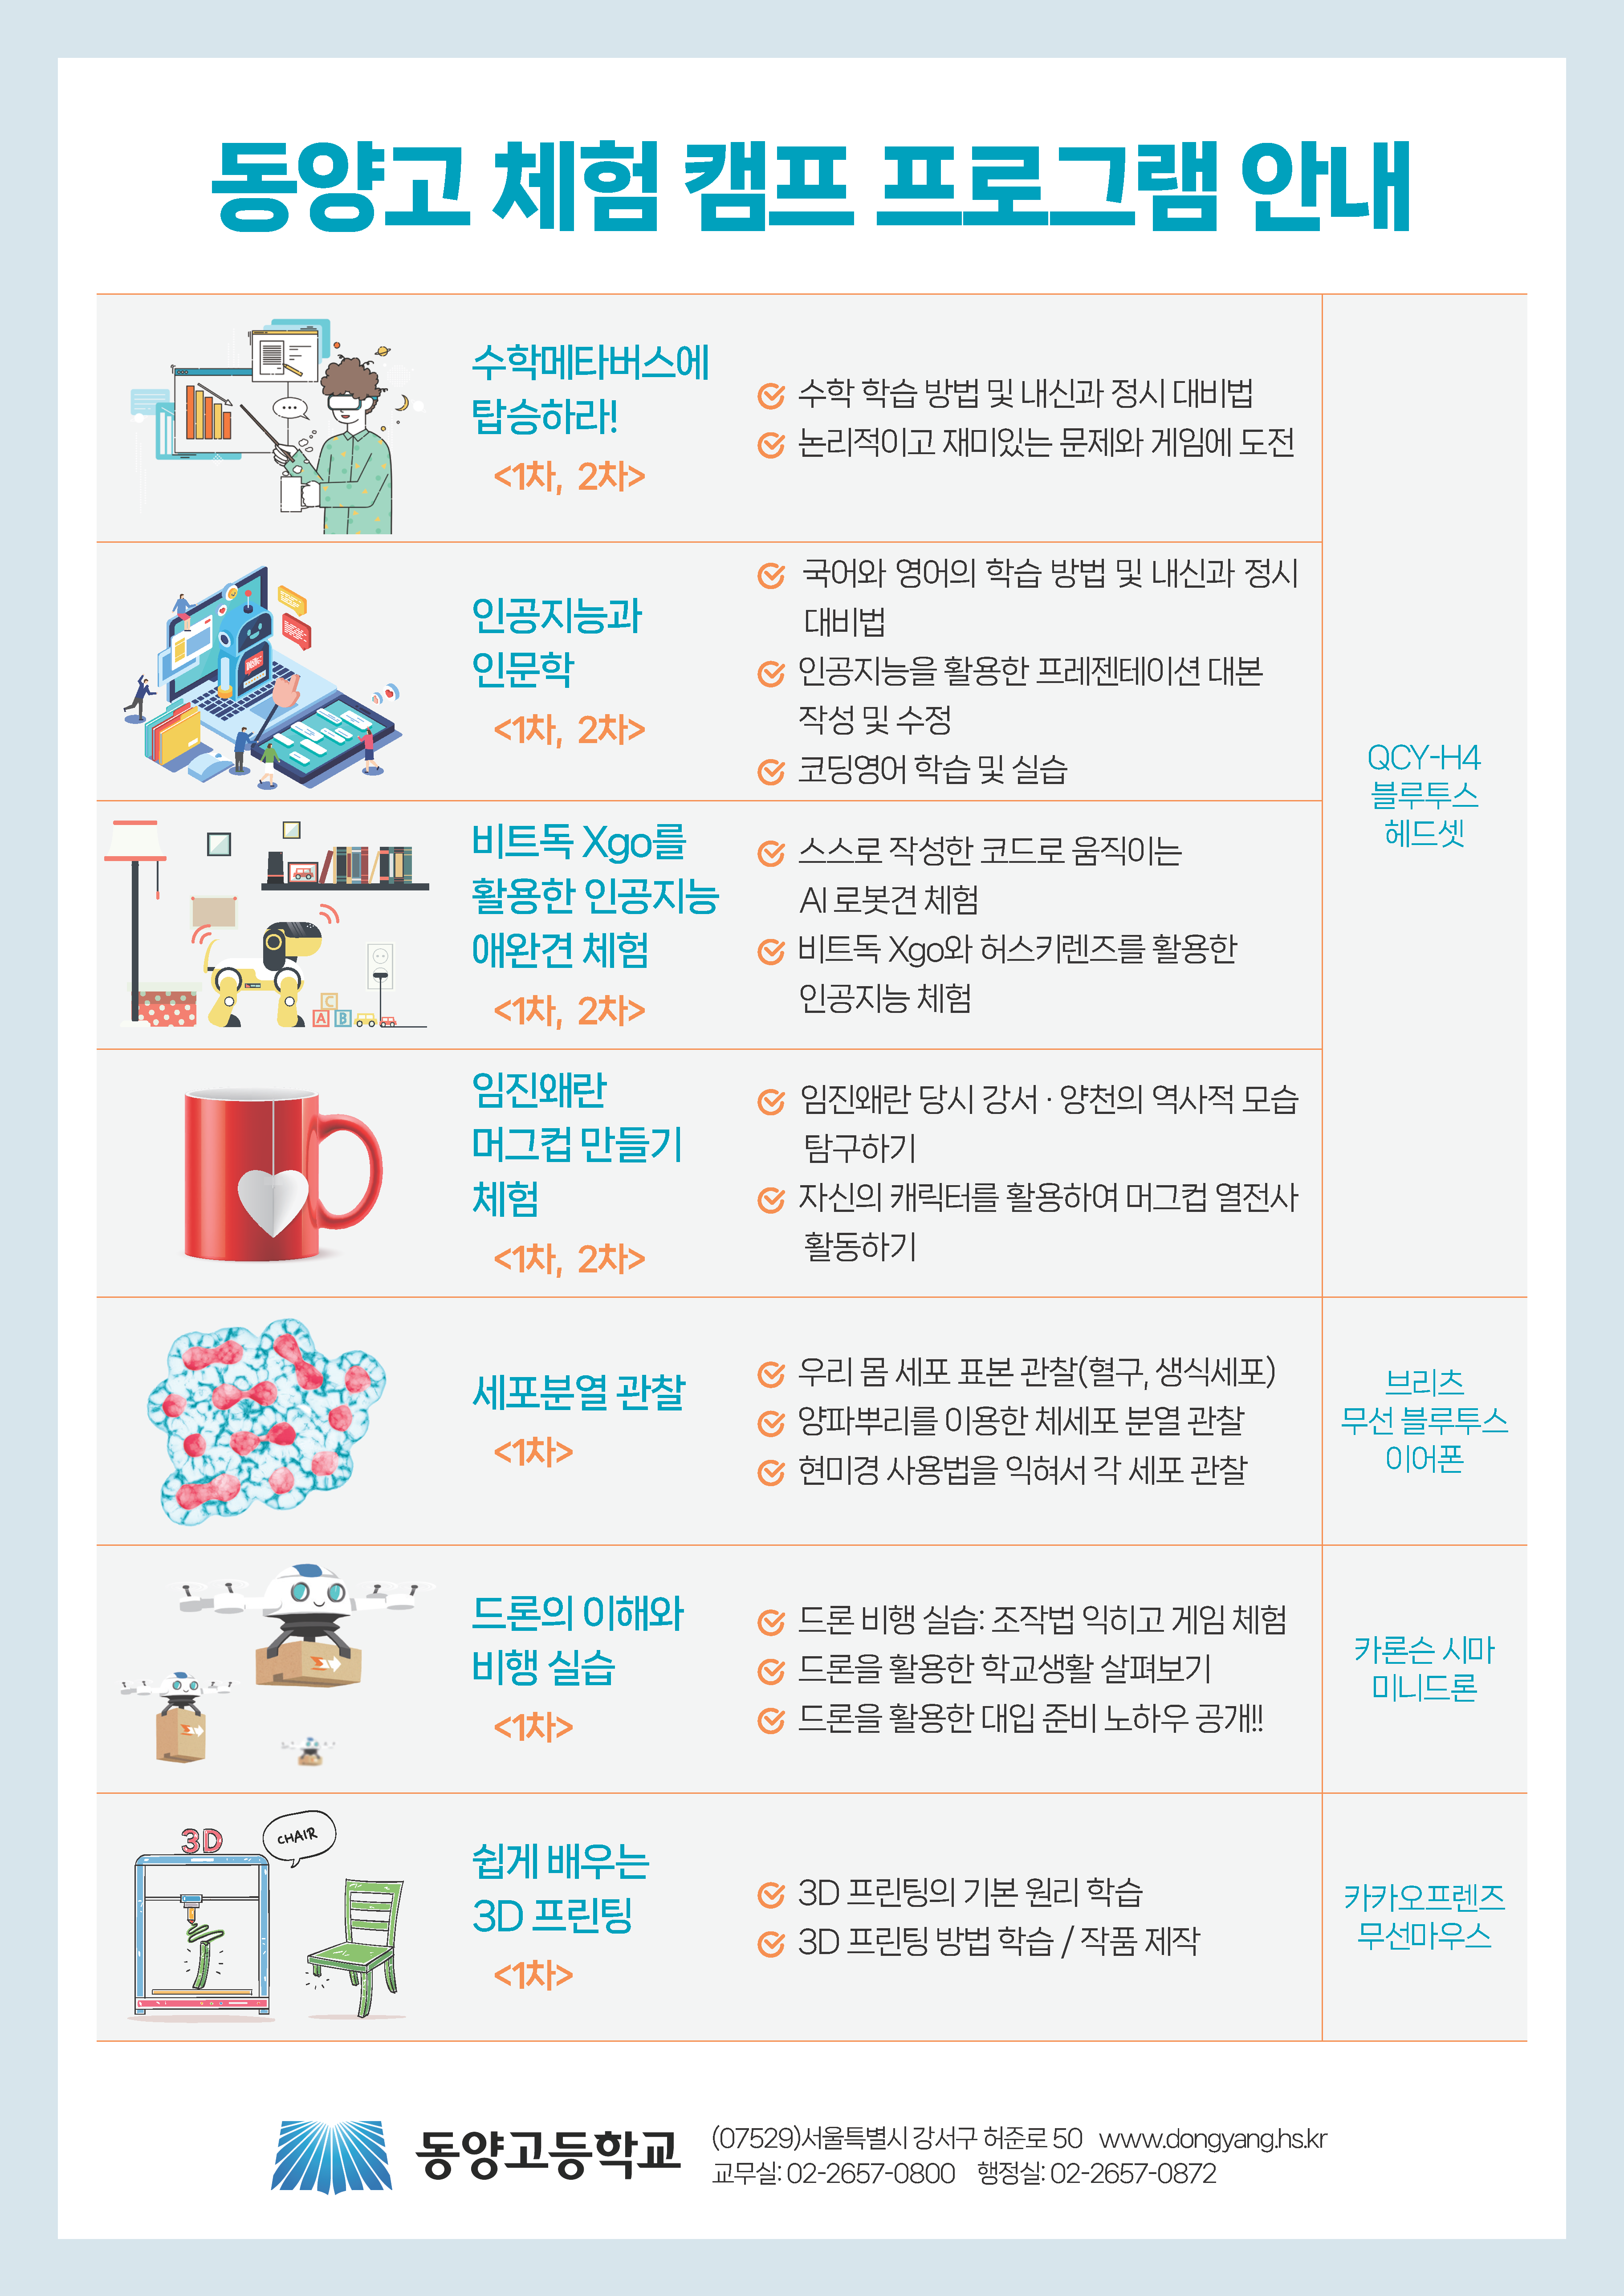 동양고 체험 캠프 프로그램 안내
수학메타버스에
탑승하라!
<1차, 2차>
수학 학습 방법 및 내신과 정시 대비법
논리적이고 재미있는 문제와 게임에 도전
인공지능과
인문학
<1차, 2차>
국어와 영어의 학습 방법 및 내신과 정시
대비법
인공지능을 활용한 프레젠테이션 대본
작성 및 수정
코딩영어 학습 및 실습
비트독 Xgo를
활용한 인공지능
애완견 체험
<1차, 2차>
스스로 작성한 코드로 움직이는
AI 로봇견 체험
비트독 Xgo와 허스키렌즈를 활용한
인공지능 체험
C
A B
임진왜란
머그컵 만들기
체험
<1차, 2차>
임진왜란 당시 강서 · 양천의 역사적 모습
탐구하기
자신의 캐릭터를 활용하여 머그컵 열전사
활동하기
QCY-H4
블루투스
헤드셋
세포분열 관찰
<1차>
우리 몸 세포 표본 관찰(혈구, 생식세포)
양파뿌리를 이용한 체세포 분열 관찰
현미경 사용법을 익혀서 각 세포 관찰
브리츠
무선 블루투스
이어폰
드론의 이해와
비행 실습
<1차>
드론 비행 실습: 조작법 익히고 게임 체험
드론을 활용한 학교생활 살펴보기
드론을 활용한 대입 준비 노하우 공개!!
카론슨 시마
미니드론
3D
CHAIR
쉽게 배우는
3D 프린팅
<1차>
3D 프린팅의 기본 원리 학습
3D 프린팅 방법 학습 / 작품 제작
카카오프렌즈
무선마우스
동양고등학교
(07529)서울특별시 강서구 허준로 50 www.dongyang.hs.kr
교무실: 02-2657-0800 행정실: 02-2657-0872